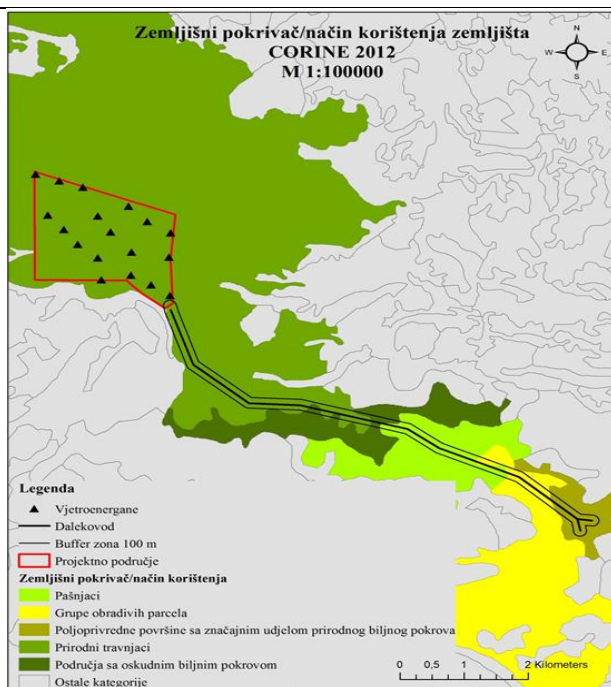 Zemljišni pokrivač/način korištenja zemljišta
CORINE 2012
M 1:100000
N
W E
S
Legenda
Vjetroenergane
Dalekovod
Buffer zona 100 m
Projektno područje
Zemljišni pokrivač/način korištenja
Pašnjaci
Grupe obradivih parcela
Poljoprivredne površine sa značajnim udjelom prirodnog biljnog pokrova
Prirodni travnjaci
Područja sa oskudnim biljnim pokrovom
Ostale kategorije
0 0,5 1 2 Kilometers